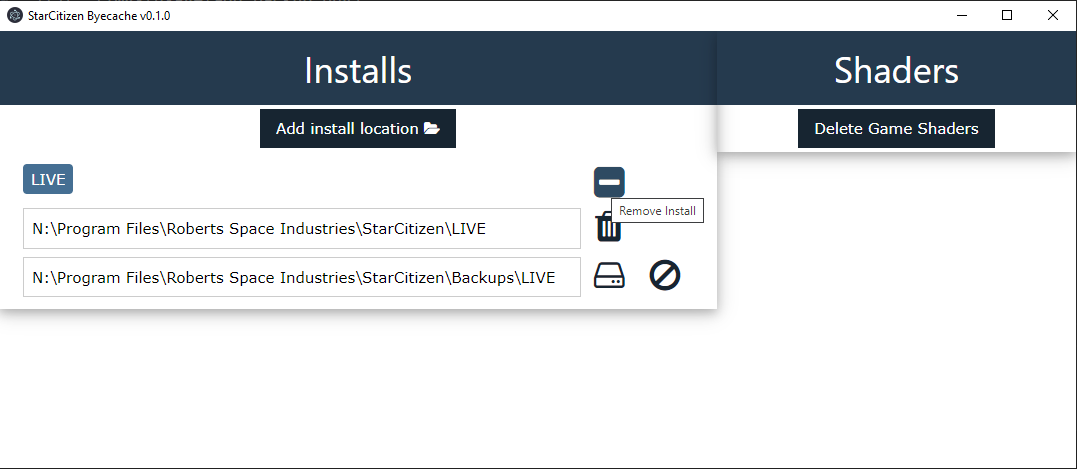 StarCitizen Byecache v0.1.0
Installs
Shaders
Add install location
Delete Game Shaders
LIVE
Remove Install
N:\Program Files\Roberts Space Industries\StarCitizen\LIVE
N:\Program Files\Roberts Space Industries\StarCitizen\Backups\LIVE